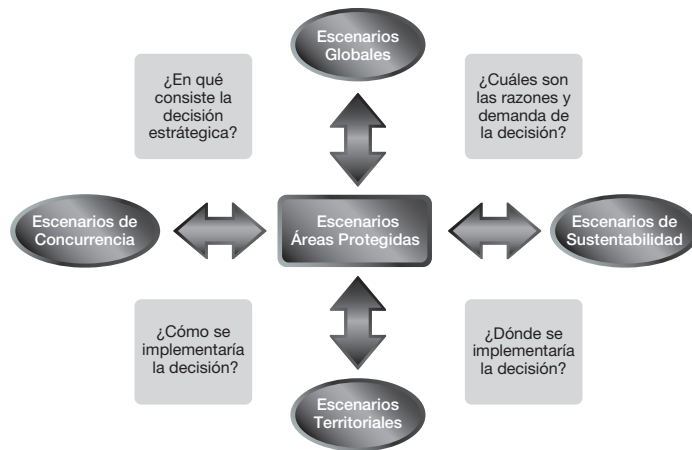 Escenarios
Globales
¿En qué
consiste la
decisión
estrátegica?
¿Cuáles son
las razones y
demanda de
la decisión?
Escenarios de
Concurrencia
Escenarios
Áreas Protegidas
Escenarios de
Sustentabilidad
¿Cómo se
implementaría
la decisión?
¿Dónde se
implementaría
la decisión?
Escenarios
Territoriales